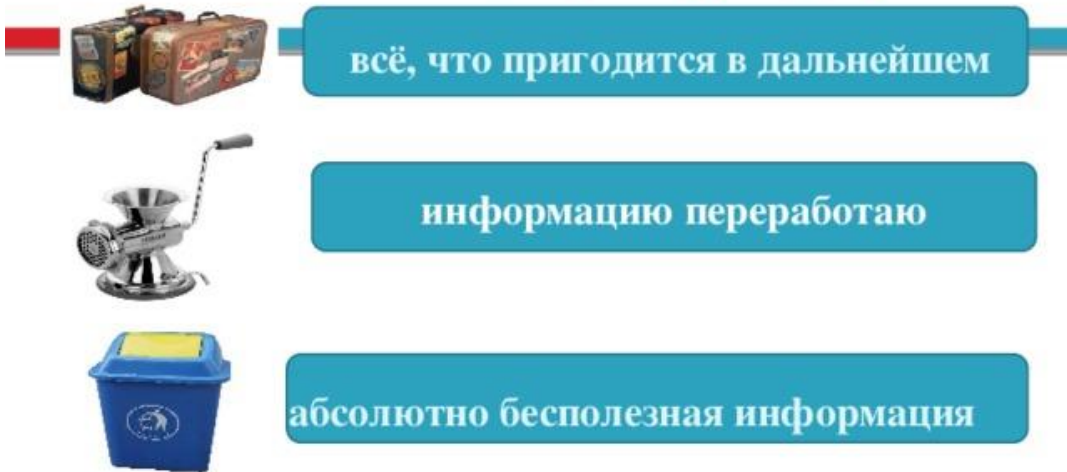 всё, что пригодится в дальнейшем
информацию переработаю
абсолютно бесполезная информация